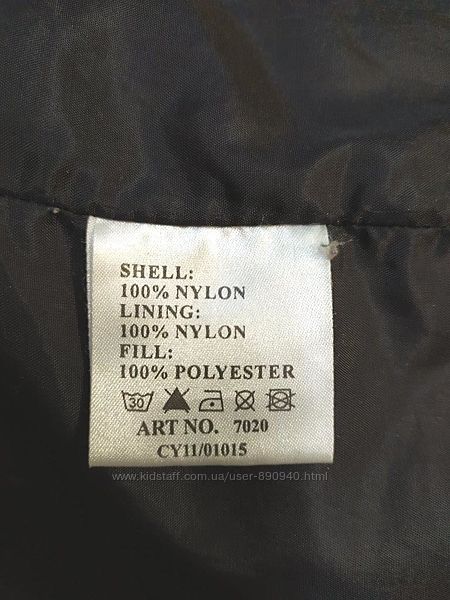 SHELL:
100% NYLON
LINING:
100% NYLON
FILL:
100% POLYESTER
30
ART NO. 7020
CY11/01015
www.kidstaff.com.ua/user-890940.html